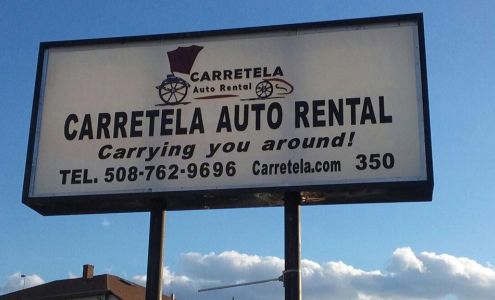 CARRETELA
Auto Rental
CARRETELA AUTO RENTAL
Carrying you around!
TEL. 508-762-9696 Carretela.com 350